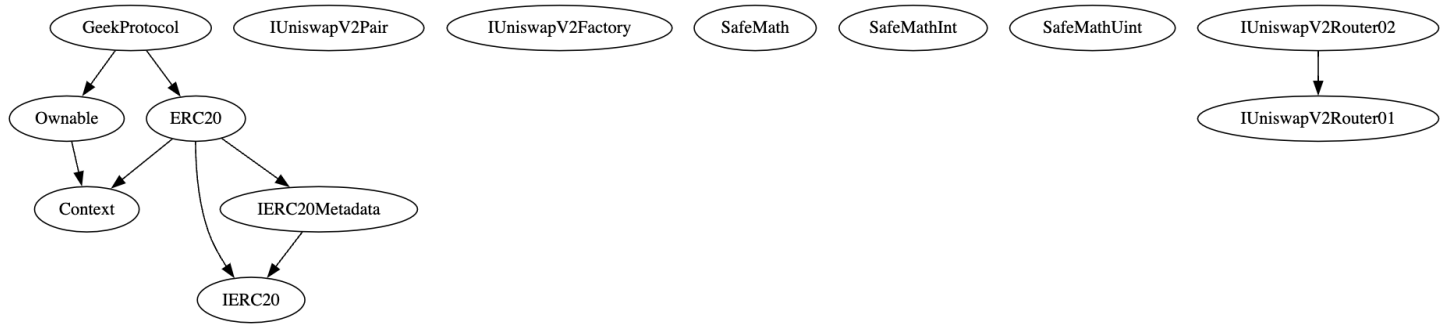 GeekProtocol
IUniswapV2Pair
IUniswapV2Factory
SafeMath
SafeMathInt
SafeMathUint
IUniswapV2Router02
Ownable
ERC20
IUniswapV2Router01
Context
IERC20Metadata
IERC20